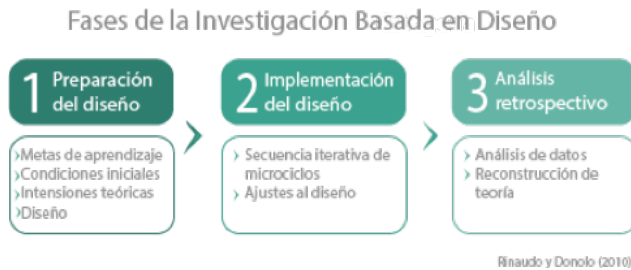 Fases de la Investigación Basada en Diseño
1 Preparación
del diseño
Metas de aprendizaje
Condiciones iniciales
Intensiones teóricas
Diseño
2 Implementación
del diseño
Secuencia iterativa de
microciclos
Ajustes al diseño
3 Análisis
retrospectivo
Análisis de datos
Reconstrucción de
teoría
Rinaudo y Donolo (2010)